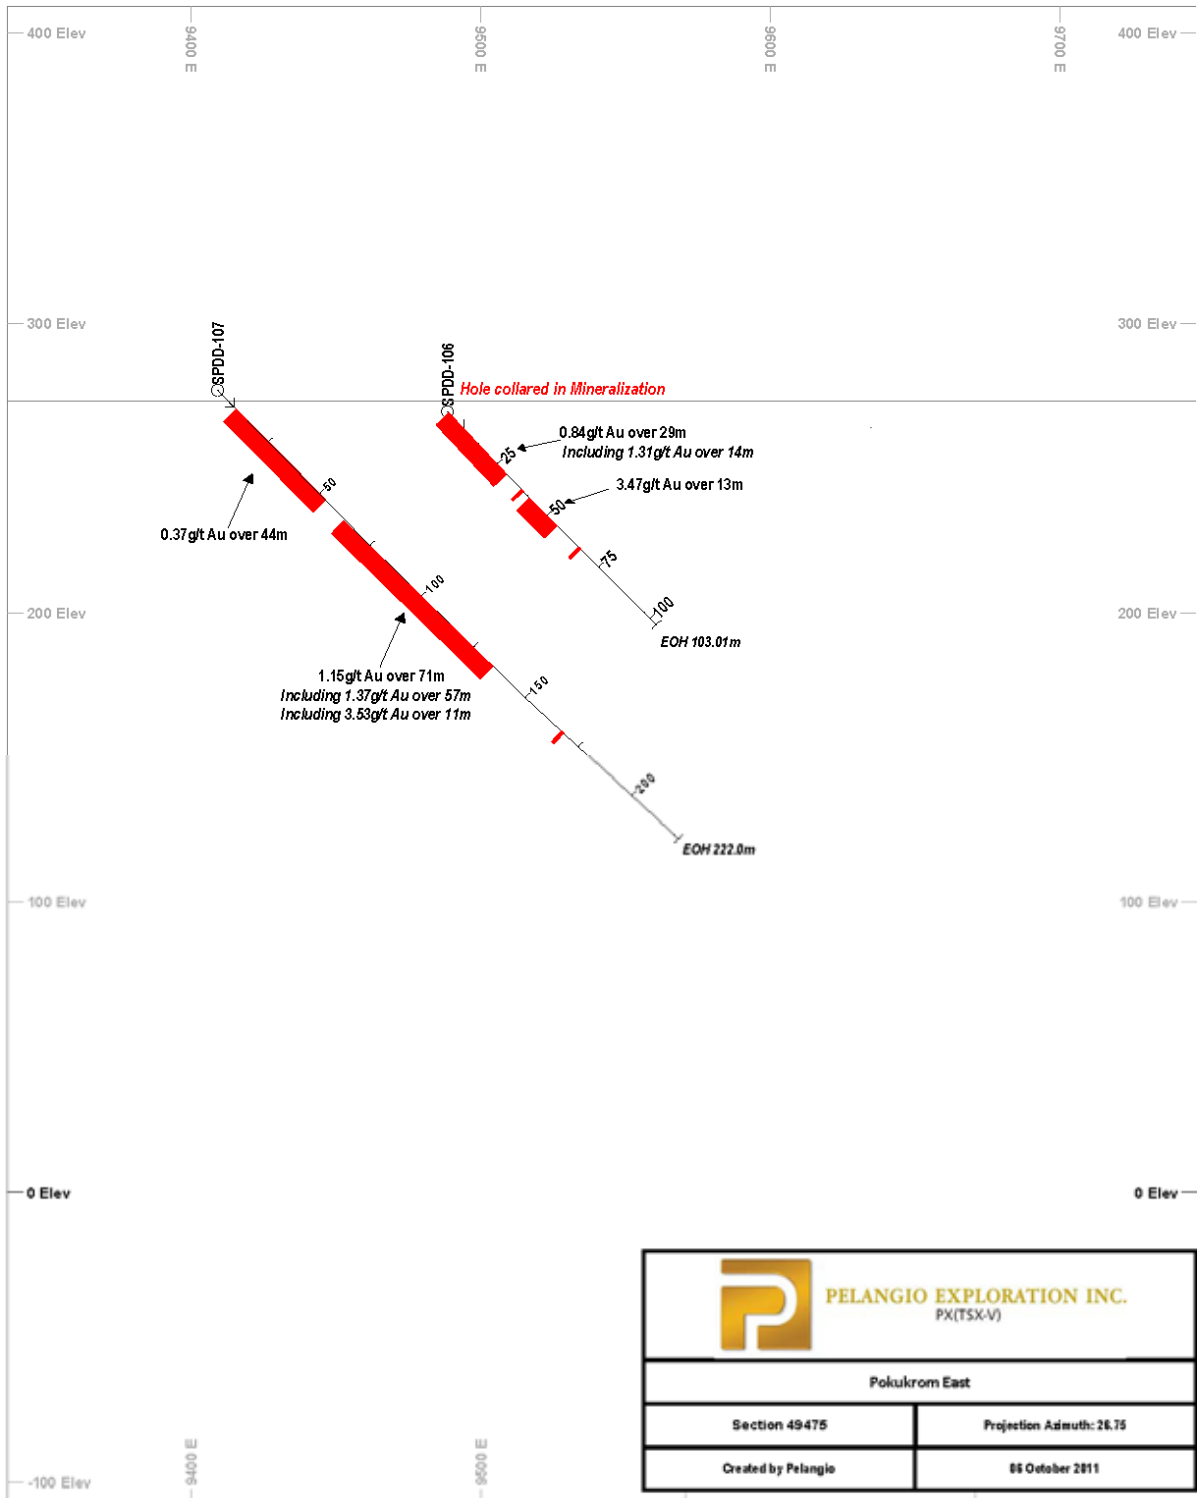 9400 E
9500 E
9600 E
9700 E
400 Elev
400 Elev
300 Elev
300 Elev
SPDD-107
SPDD-106
Hole collared in Mineralization
0.84g/t Au over 29m
Including 1.31g/t Au over 14m
25
3.47g/t Au over 13m
50
50
0.37g/t Au over 44m
75
100
100
200 Elev
200 Elev
EOH 103.01m
1.15g/t Au over 71m
Including 1.37g/t Au over 57m
Including 3.53g/t Au over 11m
150
200
EOH 222.0m
100 Elev
100 Elev
0 Elev
0 Elev
PELANGIO EXPLORATION INC.
PX(TSX-V)
Pokukrom East
Section 49475
Projection Azimuth: 26.75
Created by Pelangio
06 October 2011
9400 E
9500 E
-100 Elev